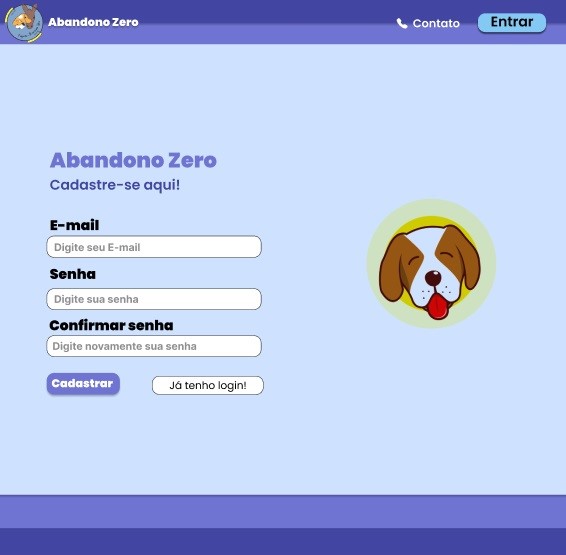 Abandono Zero
Contato
Entrar
Abandono Zero
Cadastre-se aqui!
E-mail
Digite seu E-mail
Senha
Digite sua senha
Confirmar senha
Digite novamente sua senha
Cadastrar
Já tenho login!